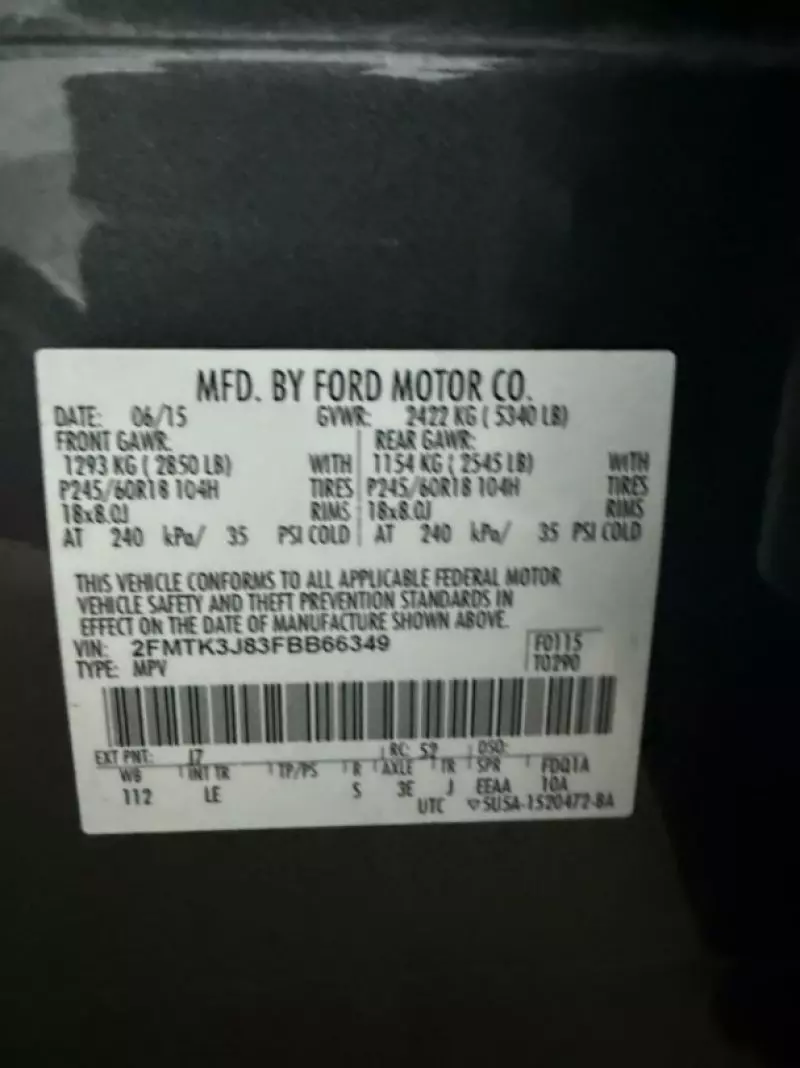 MFD. BY FORD MOTOR CO.
DATE: 06/15 GVWR: 2422 KG ( 5340 LB)
FRONT GAWR: REAR GAWR:
1293 KG ( 2850 LB) WITH 1154 KG ( 2545 LB) WITH
P245/60R18 104H TIRES P245/60R18 104H TIRES
18x8.0J RIMS 18x8.0J RIMS
AT 240 kPa/ 35 PSI COLD AT 240 kPa/ 35 PSI COLD
THIS VEHICLE CONFORMS TO ALL APPLICABLE FEDERAL MOTOR
VEHICLE SAFETY AND THEFT PREVENTION STANDARDS IN
EFFECT ON THE DATE OF MANUFACTURE SHOWN ABOVE.
VIN: 2FMTK3J83FBB66349 F0115
TYPE: MPV T0290
EXT PNT: J7 RC: 52 DSO:
WB INT TR TP/PS R AXLE TR SPR FDQ1A
112 LE S 3E J EEAA 10A
UTC ▽5U5A-1520472-BA